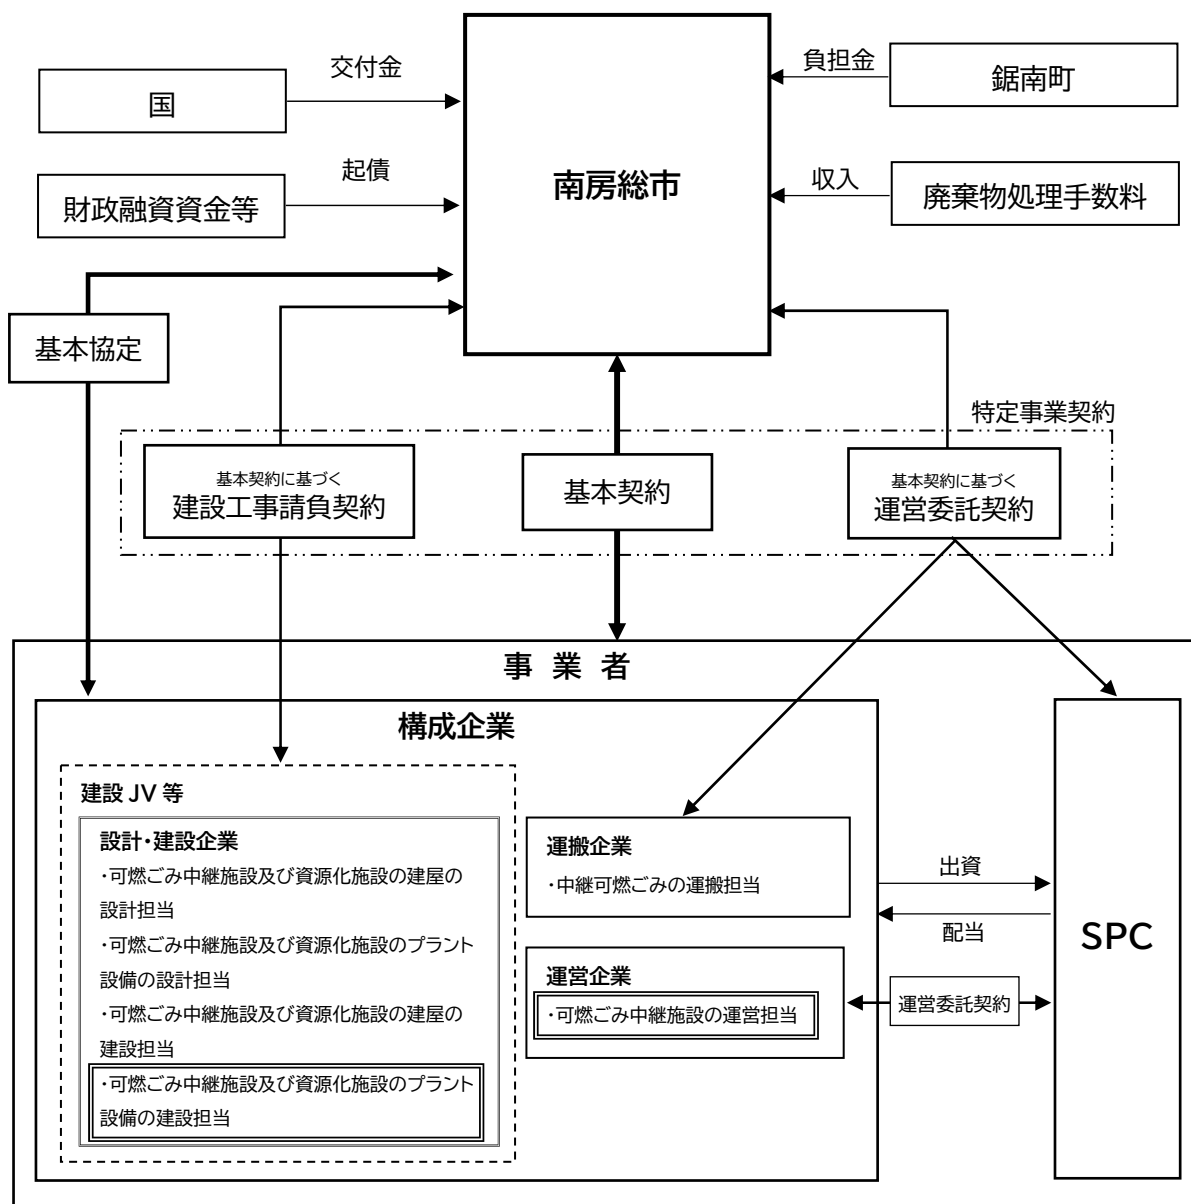 交付金
国
負担金
鋸南町
起債
財政融資資金等
南房総市
収入
廃棄物処理手数料
基本協定
特定事業契約
基本契約に基づく
建設工事請負契約
基本契約
基本契約に基づく
運営委託契約
事 業 者
構成企業
建設 JV 等
設計・建設企業
・可燃ごみ中継施設及び資源化施設の建屋の
設計担当
・可燃ごみ中継施設及び資源化施設のプラント
設備の設計担当
・可燃ごみ中継施設及び資源化施設の建屋の
建設担当
・可燃ごみ中継施設及び資源化施設のプラント
設備の建設担当
運搬企業
・中継可燃ごみの運搬担当
運営企業
・可燃ごみ中継施設の運営担当
出資
配当
運営委託契約
SPC